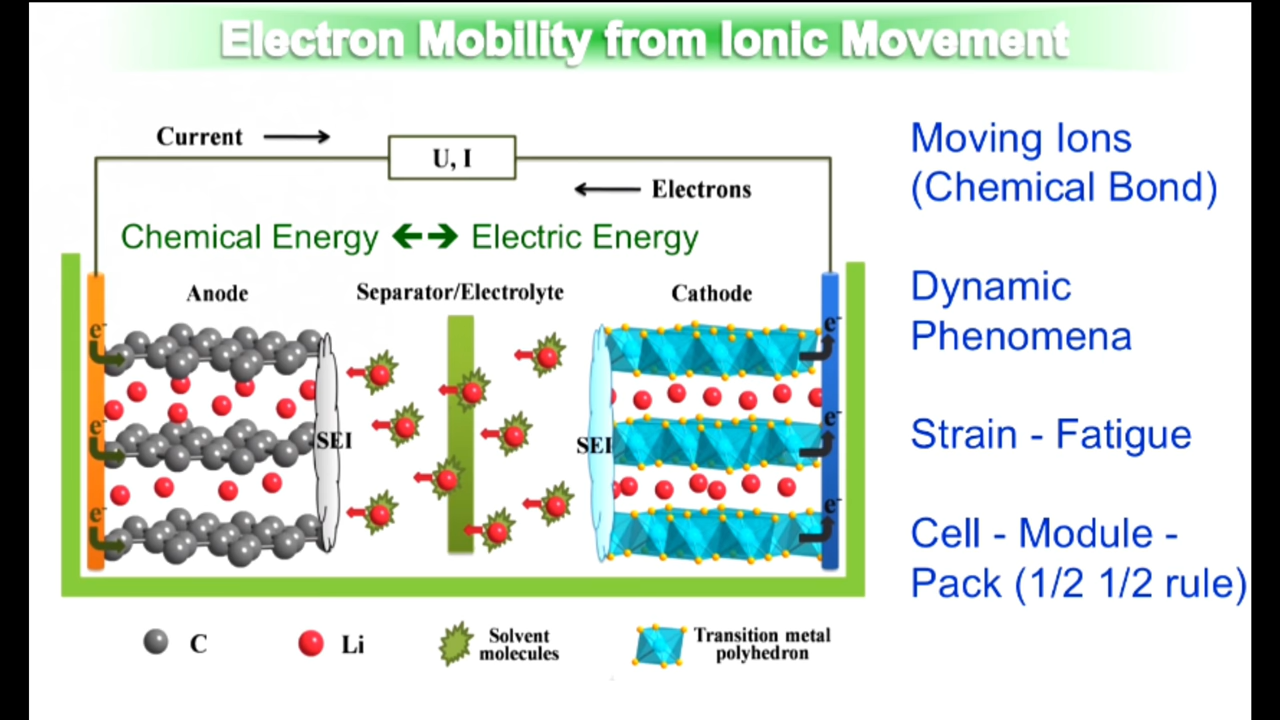 Electron Mobility from Ionic Movement
Current
U, I
Electrons
Chemical Energy ↔ Electric Energy
Anode
Separator/Electrolyte
Cathode
e⁻
e⁻
e⁻
e⁻
e⁻
e⁻
SEI
SEI
C
Li
Solvent
molecules
Transition metal
polyhedron
Moving Ions
(Chemical Bond)
Dynamic
Phenomena
Strain - Fatigue
Cell - Module -
Pack (1/2 1/2 rule)